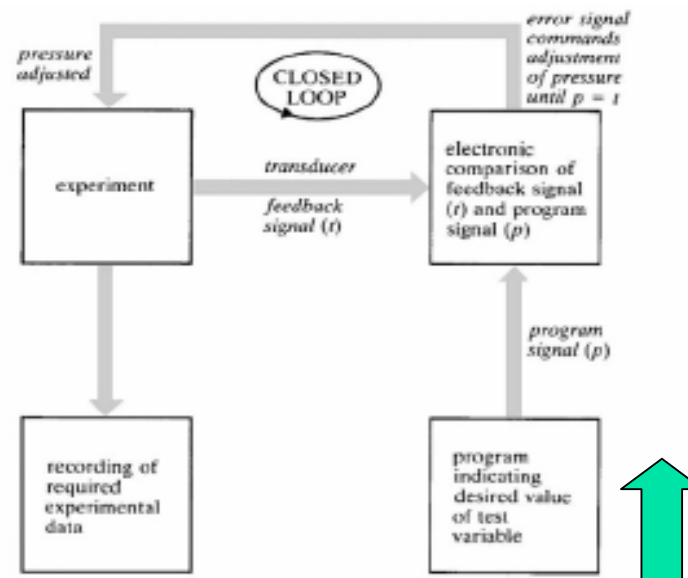 error signal
commands
adjustment
of pressure
until p = t
pressure
adjusted
CLOSED
LOOP
experiment
transducer
feedback
signal (t)
electronic
comparison of
feedback signal
(t) and program
signal (p)
program
signal (p)
recording of
required
experimental
data
program
indicating
desired value
of test
variable